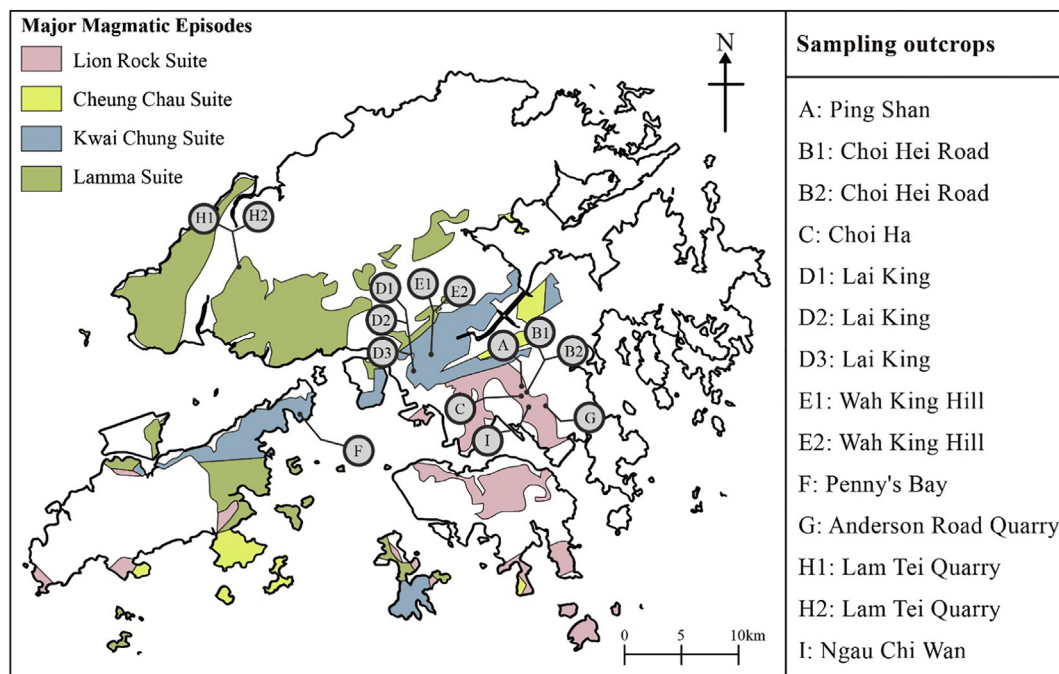 Major Magmatic Episodes
Lion Rock Suite
Cheung Chau Suite
Kwai Chung Suite
Lamma Suite
N
H1
H2
D1
E1
E2
D2
D3
A
B1
B2
C
G
I
F
0 5 10km
Sampling outcrops
A: Ping Shan
B1: Choi Hei Road
B2: Choi Hei Road
C: Choi Ha
D1: Lai King
D2: Lai King
D3: Lai King
E1: Wah King Hill
E2: Wah King Hill
F: Penny's Bay
G: Anderson Road Quarry
H1: Lam Tei Quarry
H2: Lam Tei Quarry
I: Ngau Chi Wan